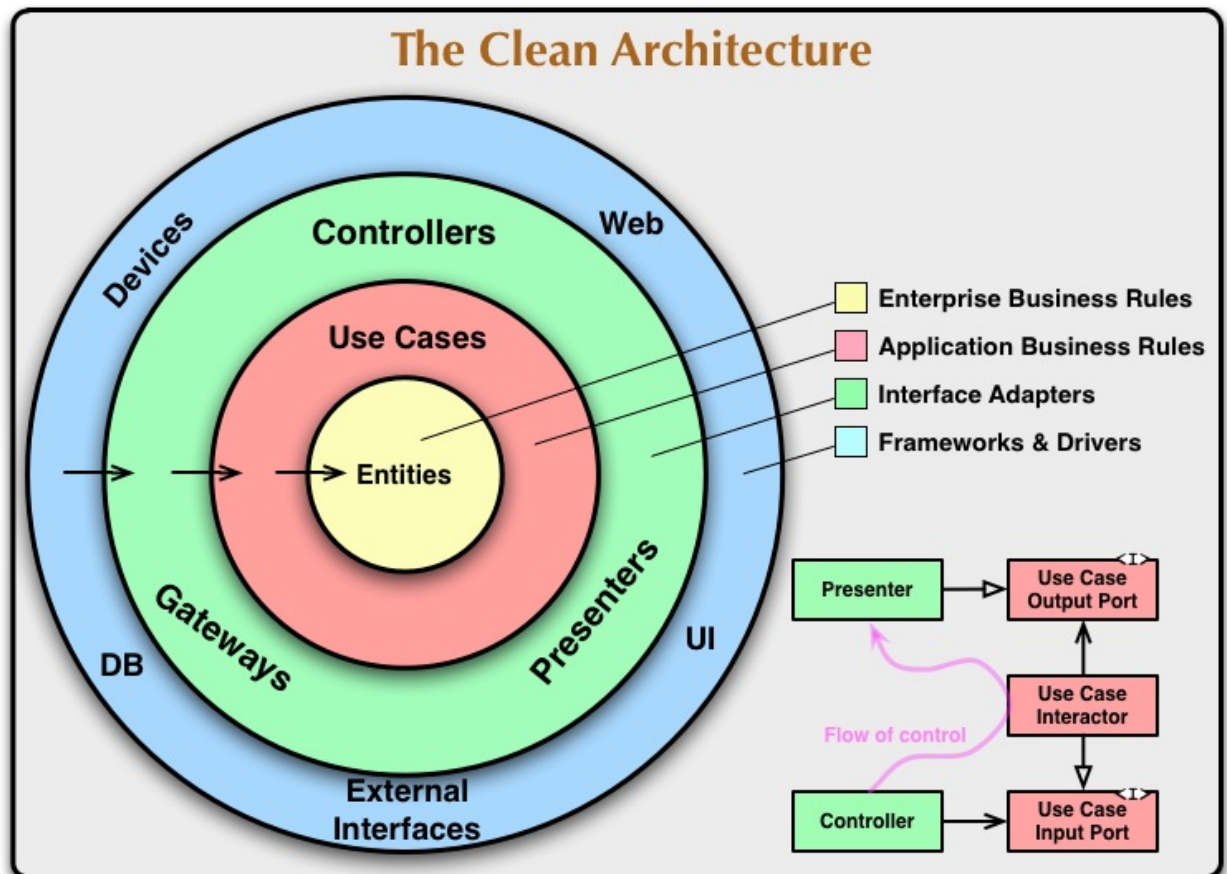 The Clean Architecture
Devices
Web
Controllers
Use Cases
Entities
Gateways
Presenters
DB
UI
External
Interfaces
Enterprise Business Rules
Application Business Rules
Interface Adapters
Frameworks & Drivers
Presenter
<I>
Use Case
Output Port
Use Case
Interactor
Flow of control
Controller
<I>
Use Case
Input Port